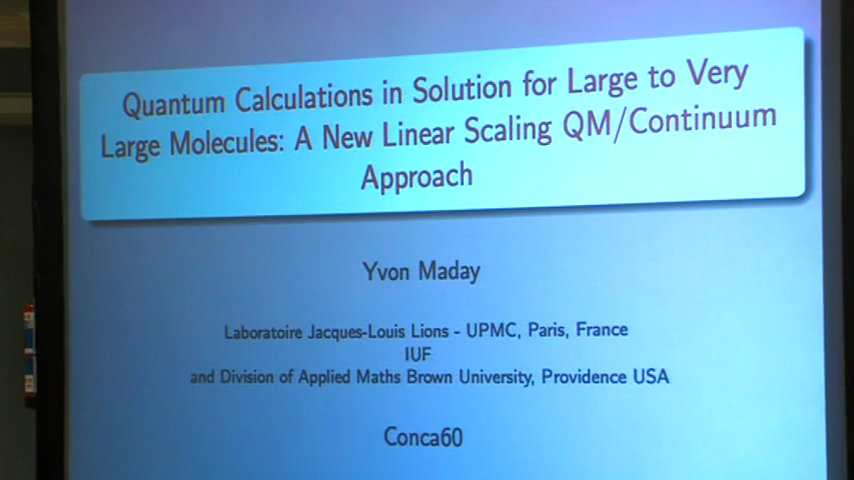 Quantum Calculations in Solution for Large to Very
Large Molecules: A New Linear Scaling QM/Continuum
Approach
Yvon Maday
Laboratoire Jacques-Louis Lions - UPMC, Paris, France
IUF
and Division of Applied Maths Brown University, Providence USA
Conca60